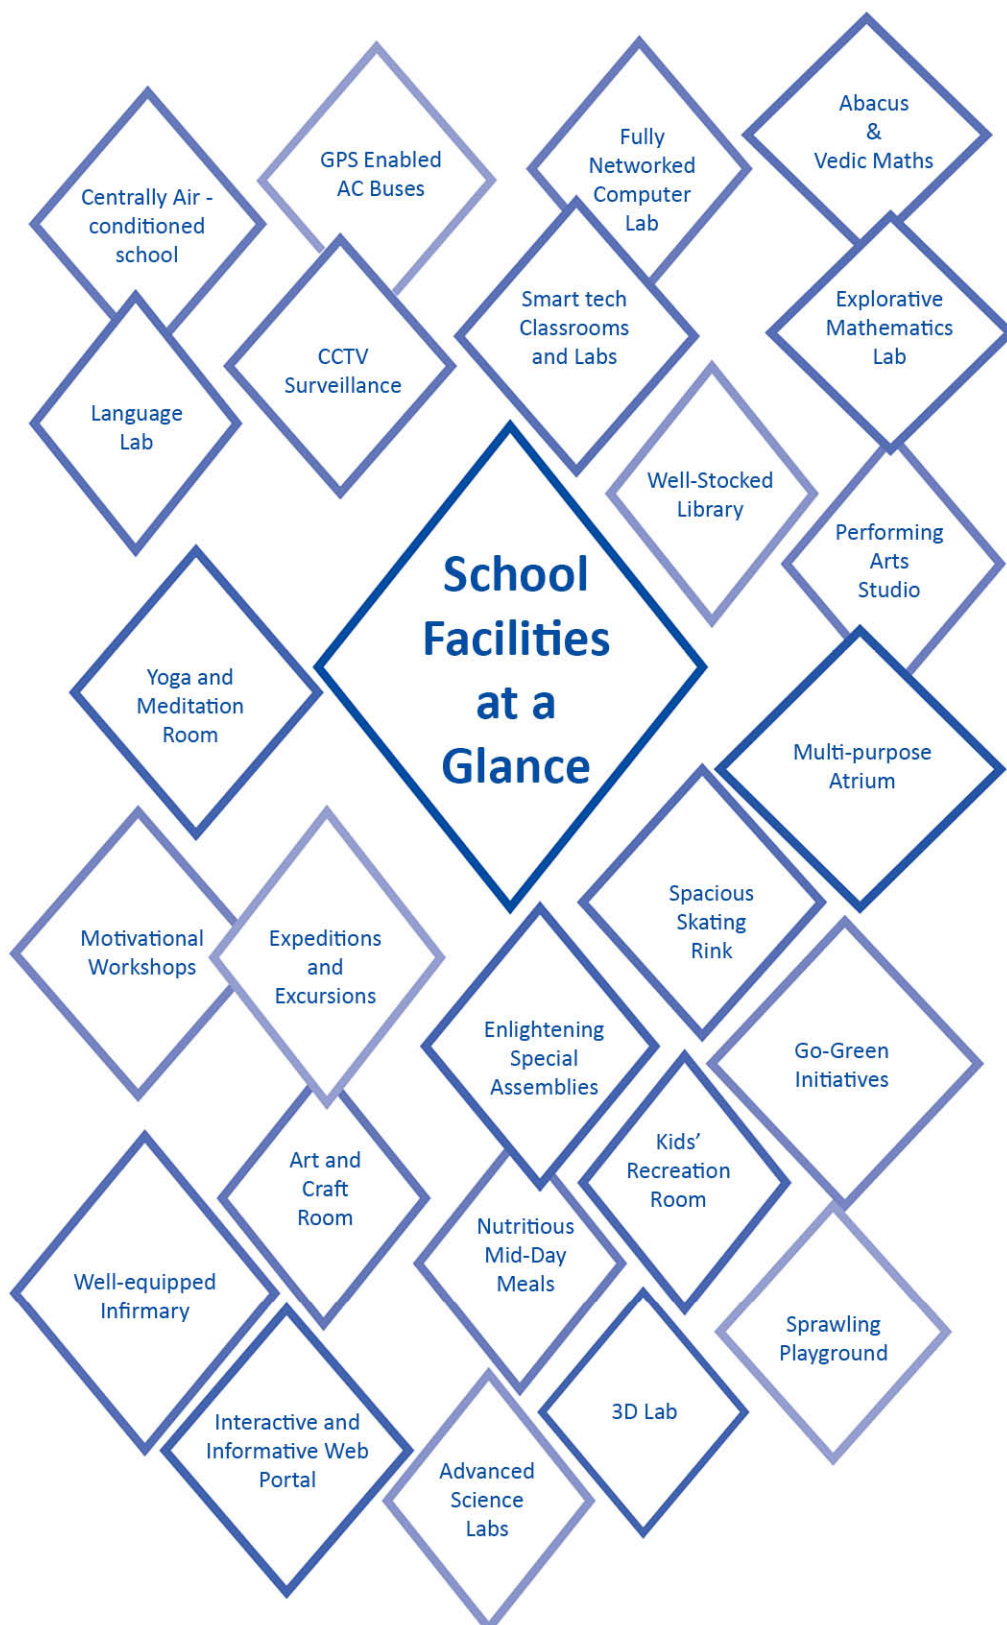 Abacus
&
Vedic Maths
Fully
Networked
Computer
Lab
GPS Enabled
AC Buses
Centrally Air -
conditioned
school
Smart tech
Classrooms
and Labs
Explorative
Mathematics
Lab
CCTV
Surveillance
Language
Lab
Well-Stocked
Library
Performing
Arts
Studio
School
Facilities
at a
Glance
Yoga and
Meditation
Room
Multi-purpose
Atrium
Spacious
Skating
Rink
Motivational
Workshops
Expeditions
and
Excursions
Enlightening
Special
Assemblies
Go-Green
Initiatives
Kids’
Recreation
Room
Art and
Craft
Room
Nutritious
Mid-Day
Meals
Well-equipped
Infirmary
Sprawling
Playground
3D Lab
Interactive and
Informative Web
Portal
Advanced
Science
Labs